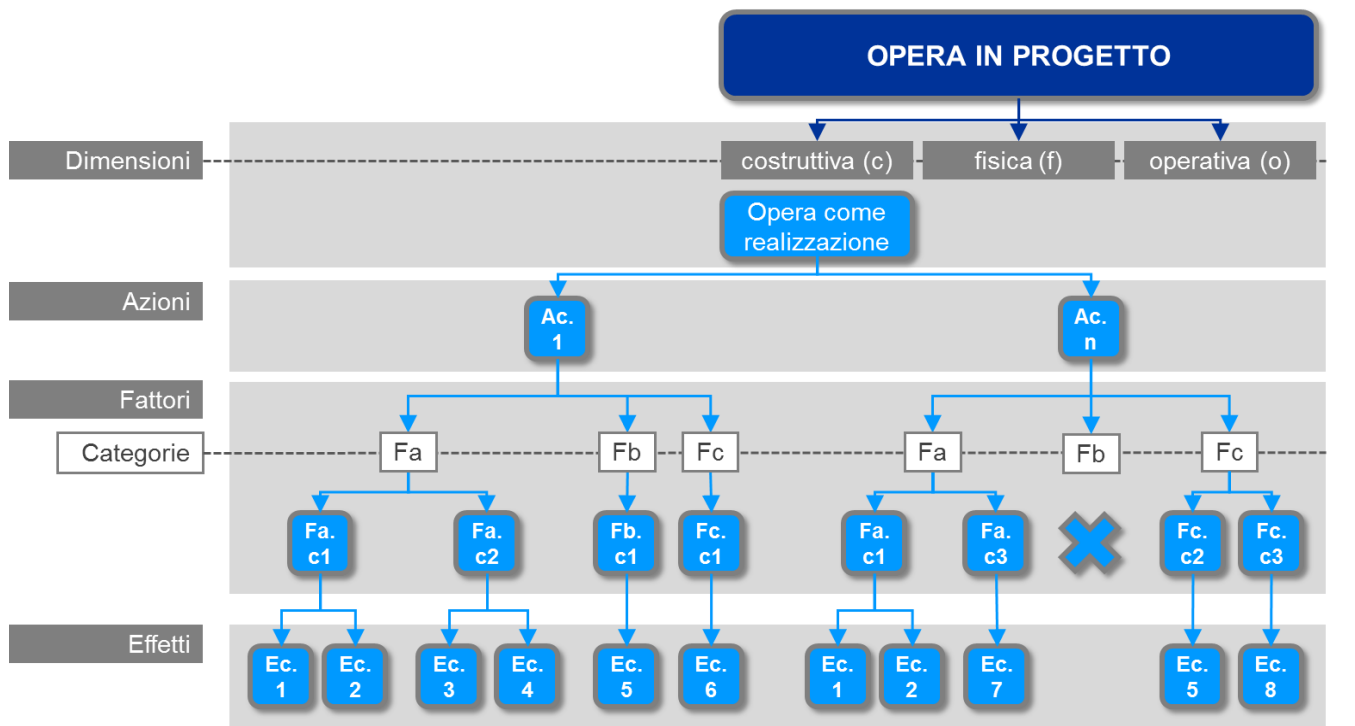 OPERA IN PROGETTO
Dimensioni
costruttiva (c)
fisica (f)
operativa (o)
Opera come
realizzazione
Azioni
Ac.
1
Ac.
n
Fattori
Categorie
Fa
Fb
Fc
Fa
Fb
Fc
Fa.
c1
Fa.
c2
Fb.
c1
Fc.
c1
Fa.
c1
Fa.
c3
Fc.
c2
Fc.
c3
Effetti
Ec.
1
Ec.
2
Ec.
3
Ec.
4
Ec.
5
Ec.
6
Ec.
1
Ec.
2
Ec.
7
Ec.
5
Ec.
8